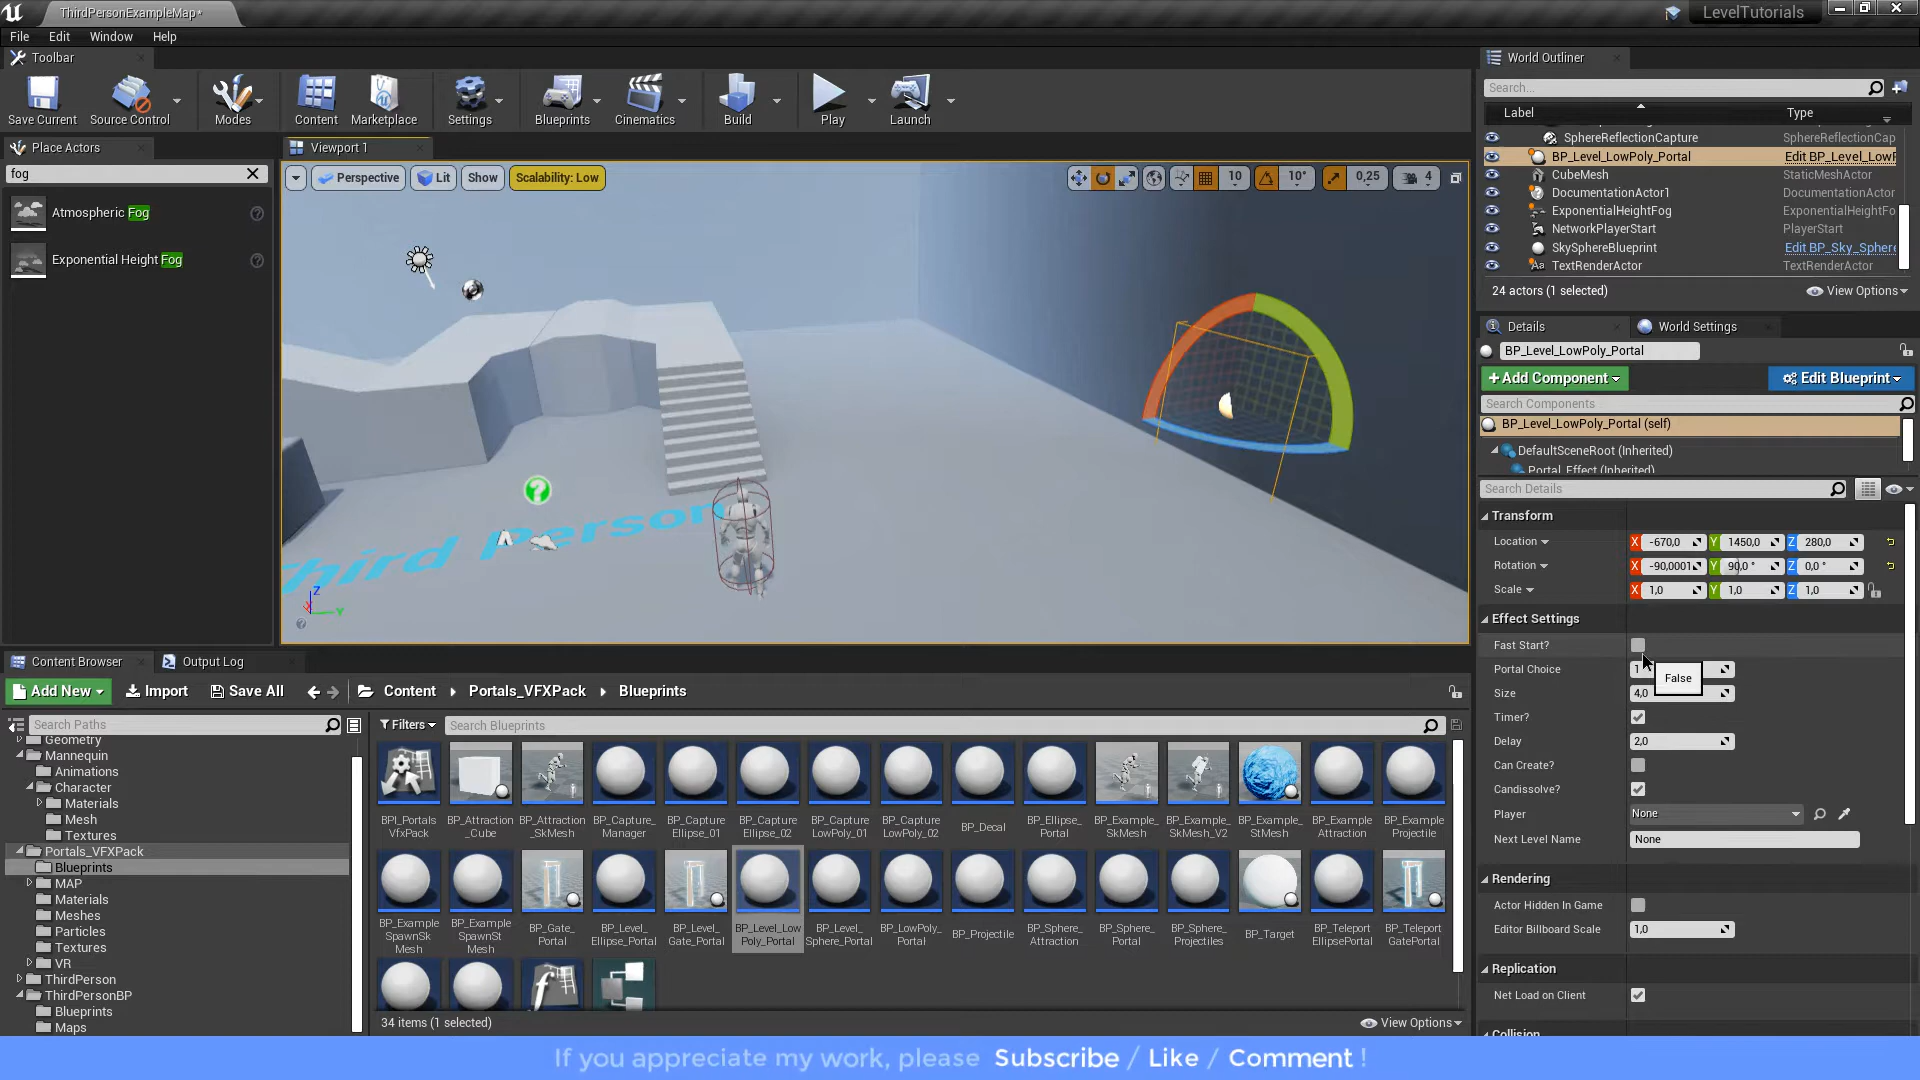 ThirdPersonExampleMap*
LevelTutorials
File Edit Window Help
Toolbar
Save Current
Source Control
Modes
Content
Marketplace
Settings
Blueprints
Cinematics
Build
Play
Launch
Place Actors
fog
Atmospheric Fog
Exponential Height Fog
Viewport 1
Perspective
Lit
Show
Scalability: Low
10
10°
0,25
4
Third Person
Z
Y
World Outliner
Search...
Label Type
SphereReflectionCapture SphereReflectionCap
BP_Level_LowPoly_Portal Edit BP_Level_LowP
CubeMesh StaticMeshActor
DocumentationActor1 DocumentationActor
ExponentialHeightFog ExponentialHeightFo
NetworkPlayerStart PlayerStart
SkySphereBlueprint Edit BP_Sky_Sphere
TextRenderActor TextRenderActor
24 actors (1 selected)
View Options
Details
World Settings
BP_Level_LowPoly_Portal
+Add Component
Edit Blueprint
Search Components
BP_Level_LowPoly_Portal (self)
DefaultSceneRoot (Inherited)
Portal_Effect (Inherited)
Search Details
Transform
Location X -670,0 Y 1450,0 Z 280,0
Rotation X -90,0001 Y 90,0 ° Z 0,0 °
Scale X 1,0 Y 1,0 Z 1,0
Effect Settings
Fast Start?
Portal Choice 1
False
Size 4,0
Timer?
Delay 2,0
Can Create?
Candissolve?
Player None
Next Level Name None
Rendering
Actor Hidden In Game
Editor Billboard Scale 1,0
Replication
Net Load on Client
Collision
Content Browser
Output Log
Add New
Import
Save All
Content
Portals_VFXPack
Blueprints
Search Paths
Filters
Search Blueprints
Geometry
Mannequin
Animations
Character
Materials
Mesh
Textures
Portals_VFXPack
Blueprints
MAP
Materials
Meshes
Particles
Textures
VR
ThirdPerson
ThirdPersonBP
Blueprints
Maps
BPI_Portals
VfxPack
BP_Attraction
_Cube
BP_Attraction
_SkMesh
BP_Capture_
Manager
BP_Capture
Ellipse_01
BP_Capture
Ellipse_02
BP_Capture
LowPoly_01
BP_Capture
LowPoly_02
BP_Decal
BP_Ellipse_
Portal
BP_Example_
SkMesh
BP_Example_
SkMesh_V2
BP_Example_
StMesh
BP_Example
Attraction
BP_Example
Projectile
BP_Example
SpawnSk
Mesh
BP_Example
SpawnSt
Mesh
BP_Gate_
Portal
BP_Level_
Ellipse_Portal
BP_Level_
Gate_Portal
BP_Level_Low
Poly_Portal
BP_Level_
Sphere_Portal
BP_LowPoly_
Portal
BP_Projectile
BP_Sphere_
Attraction
BP_Sphere_
Portal
BP_Sphere_
Projectiles
BP_Target
BP_Teleport
EllipsePortal
BP_Teleport
GatePortal
34 items (1 selected)
View Options
If you appreciate my work, please Subscribe / Like / Comment !